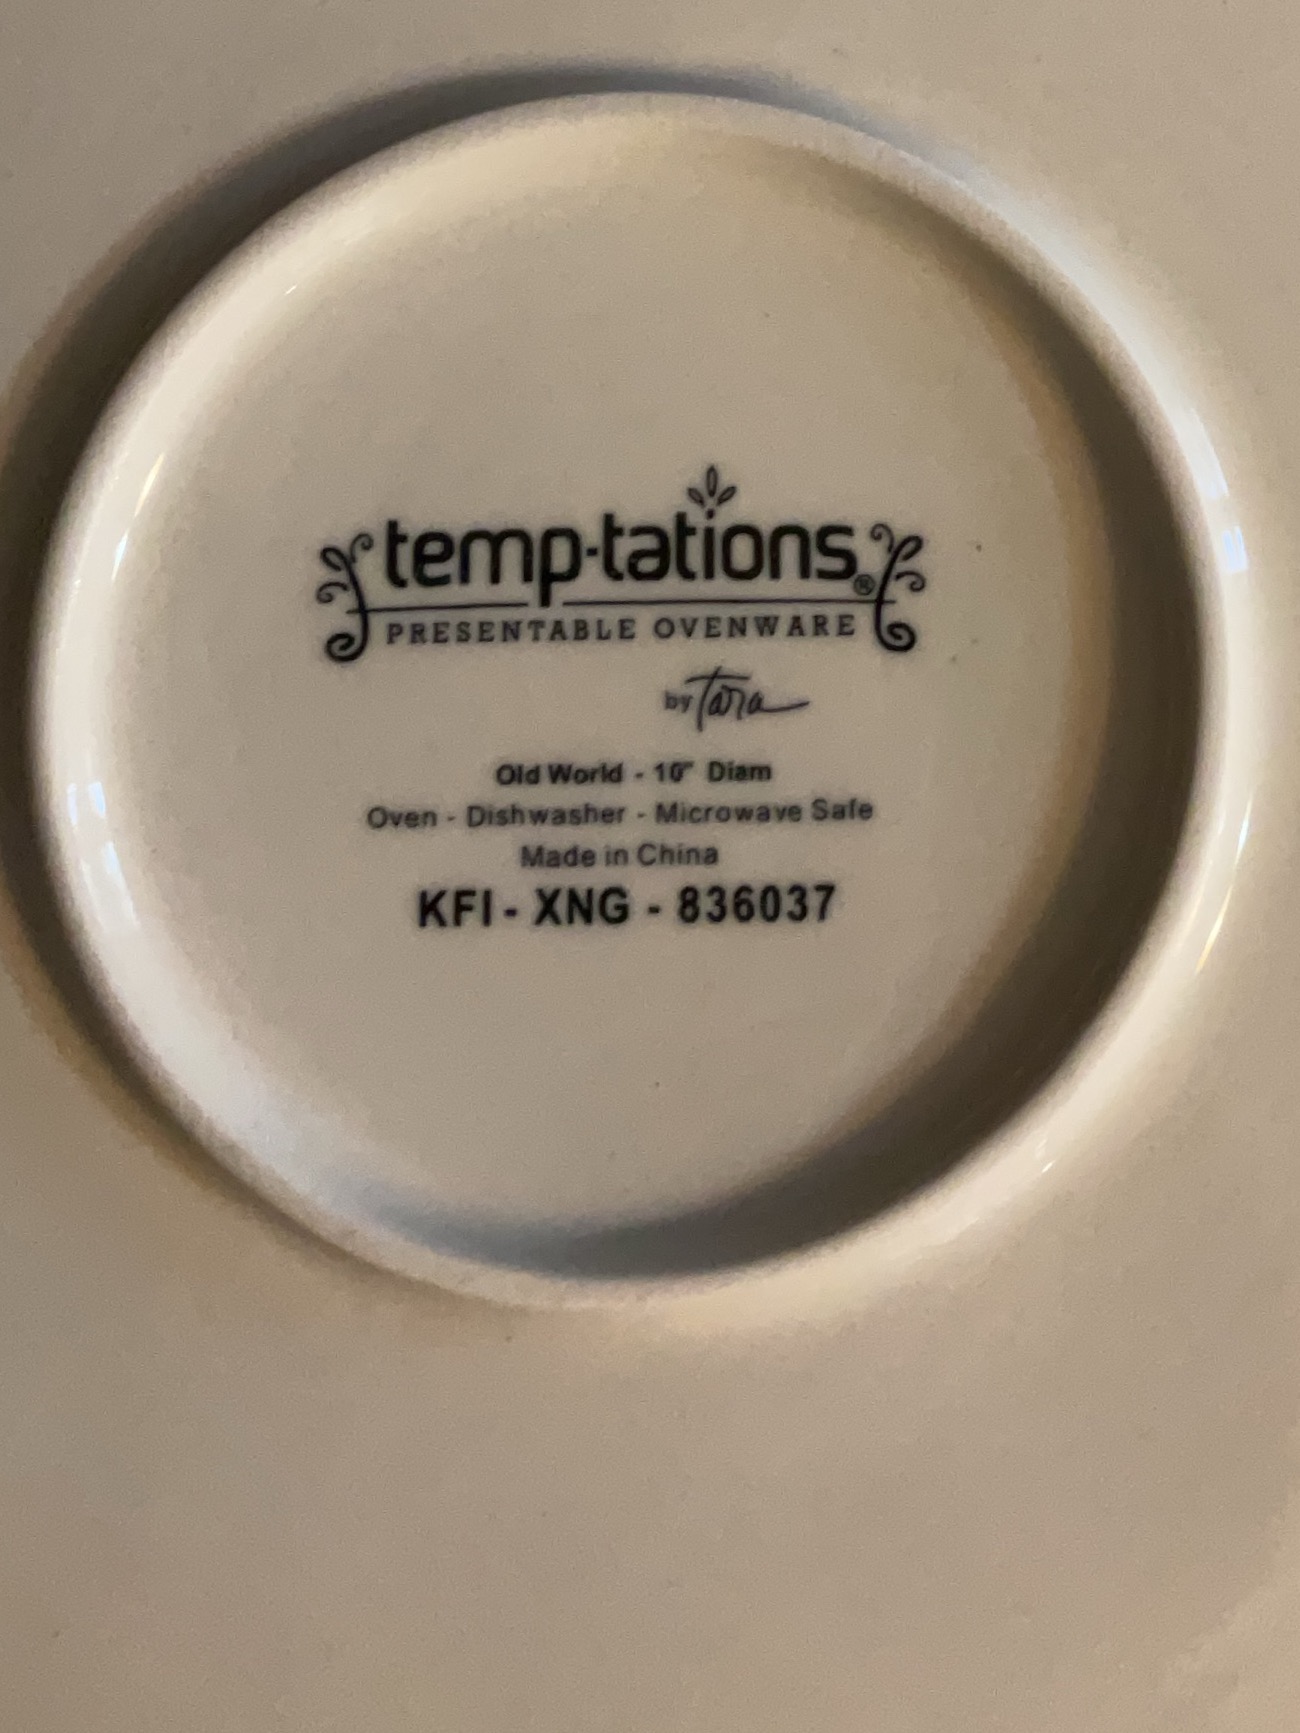 temp-tations®
PRESENTABLE OVENWARE
by Tara
Old World - 10" Diam
Oven - Dishwasher - Microwave Safe
Made in China
KFI - XNG - 836037